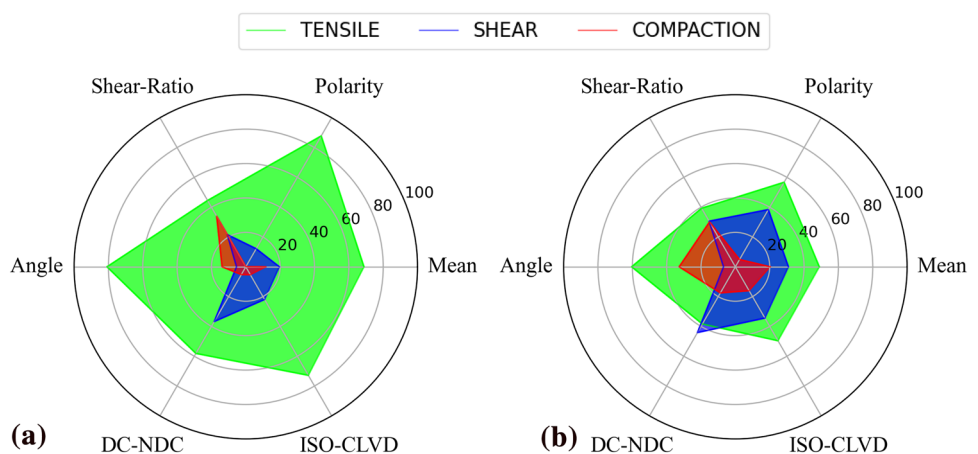 TENSILE SHEAR COMPACTION
Shear-Ratio Polarity Shear-Ratio Polarity
100 100
80 80
60 60
40 40
20 20
Angle Mean Angle Mean
(a) (b)
DC-NDC ISO-CLVD DC-NDC ISO-CLVD